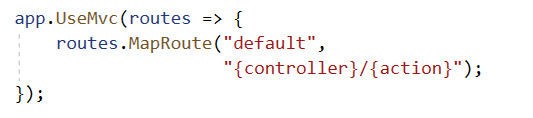 app.UseMvc(routes => {
    routes.MapRoute("default",
                    "{controller}/{action}");
});